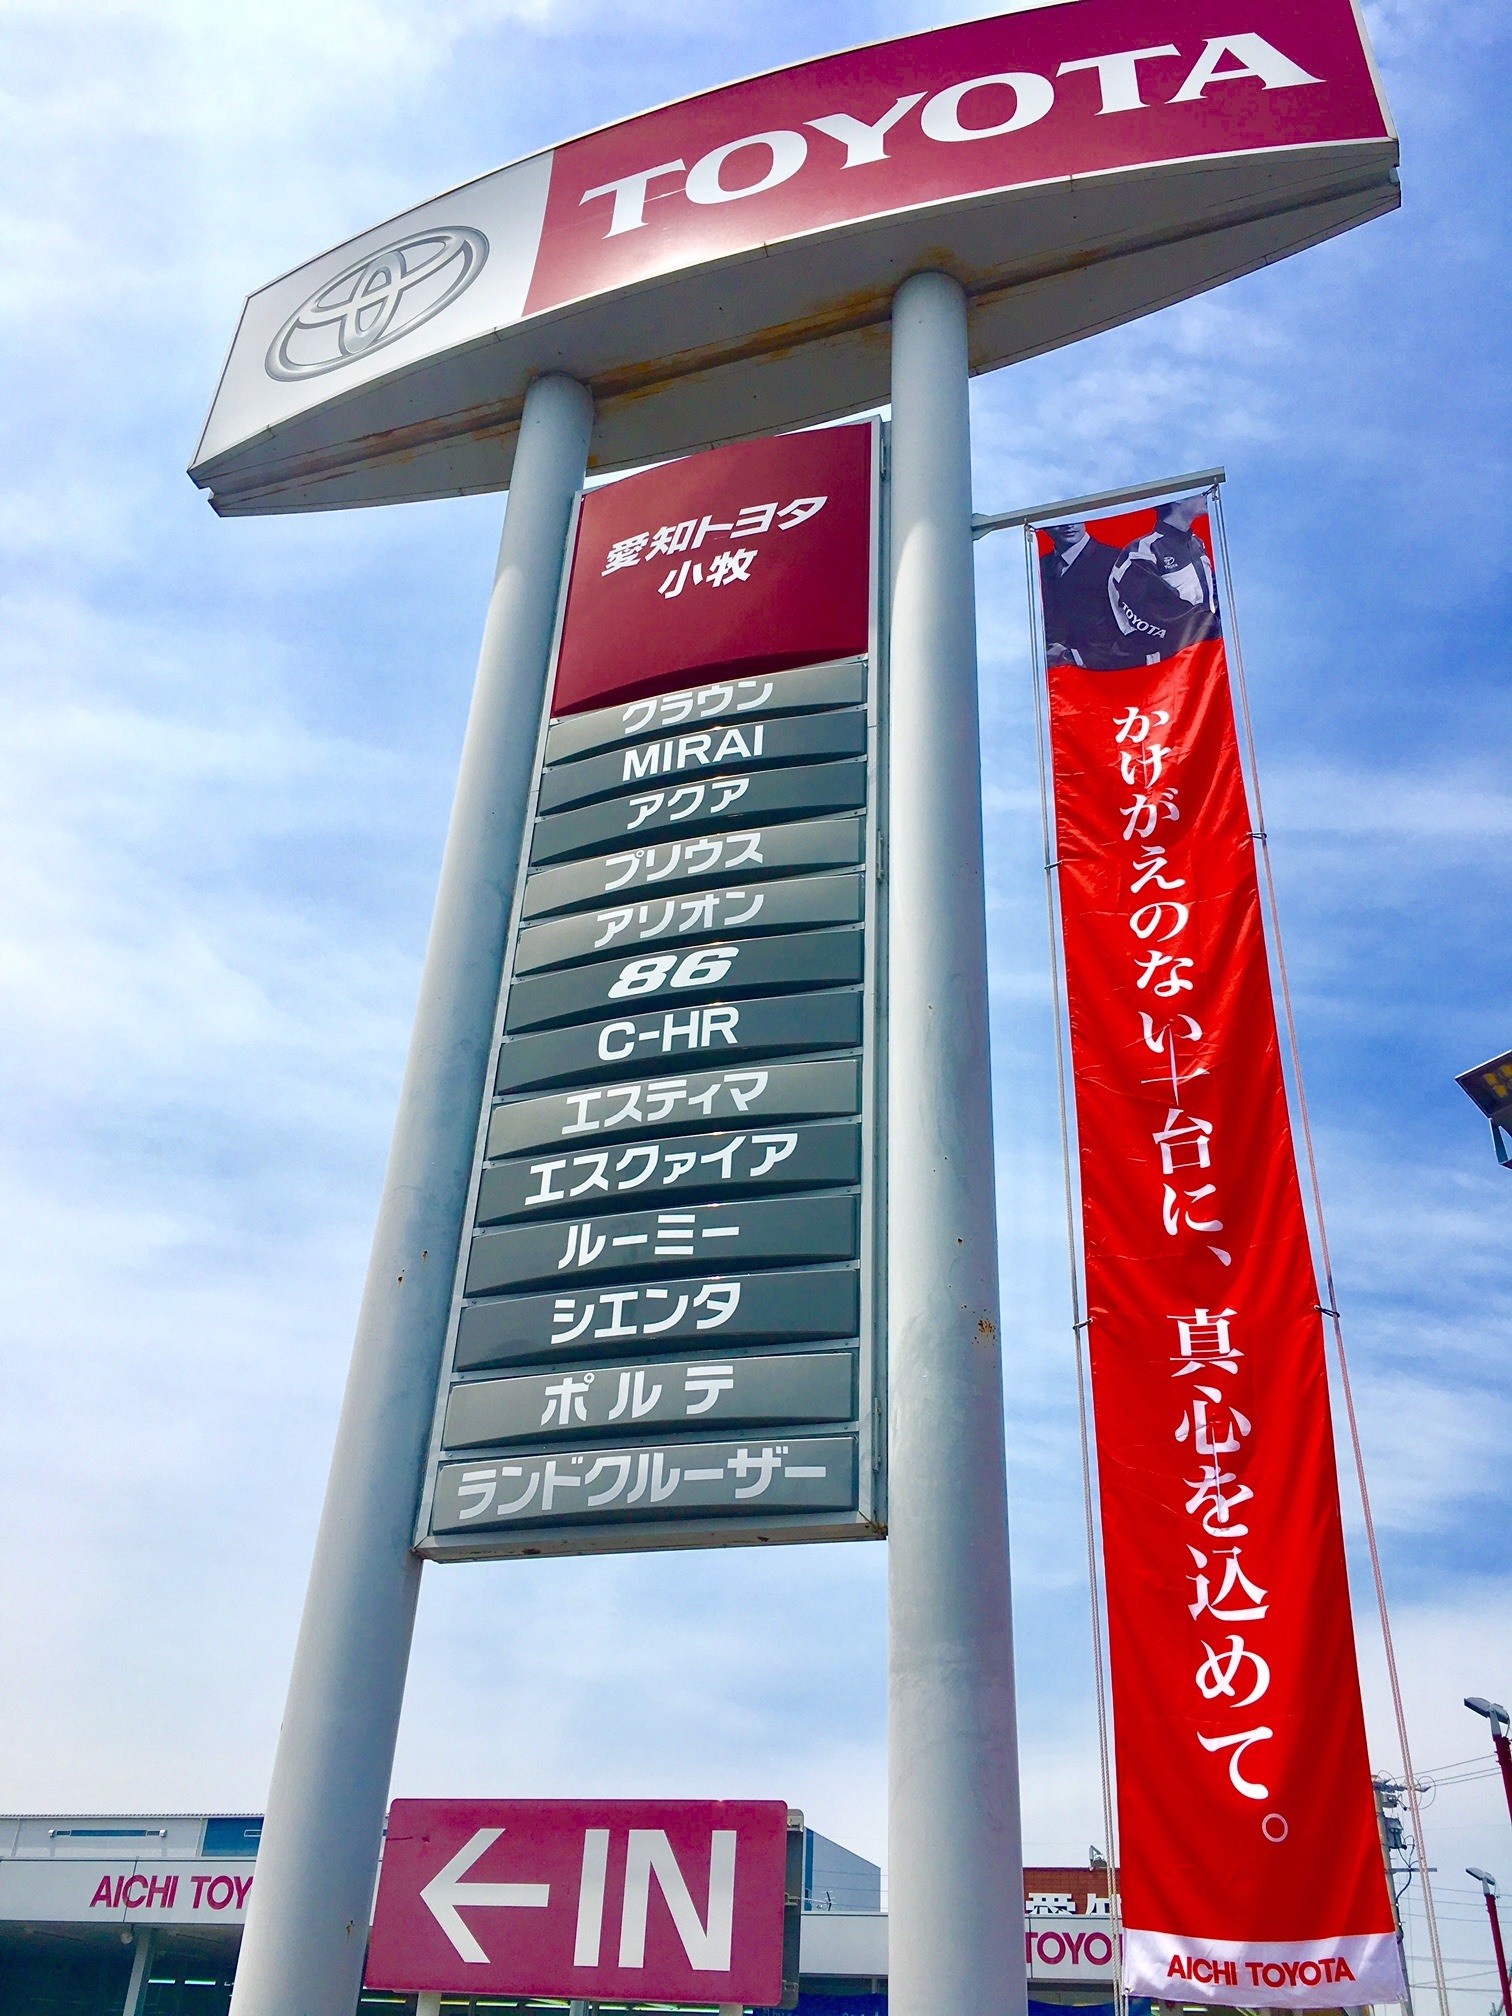 TOYOTA
愛知トヨタ
小牧
クラウン
MIRAI
アクア
プリウス
アリオン
86
C-HR
エスティマ
エスクァイア
ルーミー
シエンタ
ポルテ
ランドクルーザー
←IN
TOYOTA
かけがえのない一台に、真心を込めて。
AICHI TOYOTA
AICHI TOY
愛知
TOYO